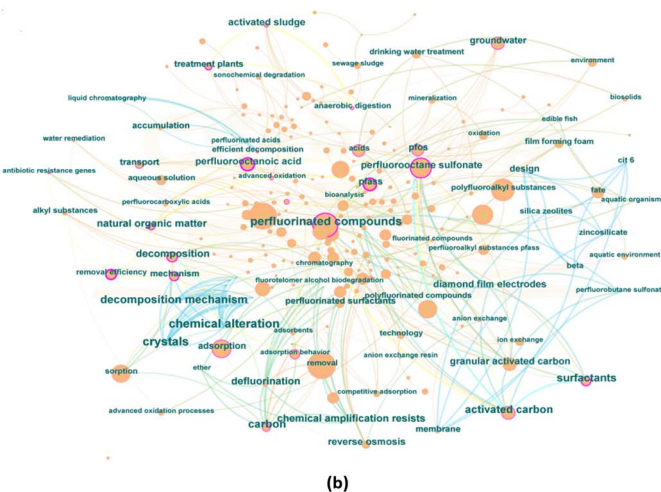 activated sludge
groundwater
drinking water treatment
treatment plants
sewage sludge
environment
sonochemical degradation
liquid chromatography
mineralization
biosolids
anaerobic digestion
edible fish
accumulation
oxidation
water remediation
perfluorinated acids
film forming foam
efficient decomposition
acids
pfos
transport
perfluorooctanoic acid
perfluorooctane sulfonate
cit 6
design
antibiotic resistance genes
advanced oxidation
aqueous solution
pfass
polyfluoroalkyl substances
fate
bioanalysis
aquatic organism
perfluorocarboxylic acids
alkyl substances
silica zeolites
natural organic matter
perfluorinated compounds
zincosilicate
fluorinated compounds
perfluoroalkyl substances pfass
decomposition
aquatic environment
chromatography
beta
removal efficiency
mechanism
fluorotelomer alcohol biodegradation
diamond film electrodes
perfluorobutane sulfonat
polyfluorinated compounds
decomposition mechanism
perfluorinated surfactants
anion exchange
chemical alteration
adsorbents
technology
crystals
ion exchange
adsorption
adsorption behavior
anion exchange resin
granular activated carbon
ether
removal
sorption
surfactants
defluorination
competitive adsorption
advanced oxidation processes
activated carbon
chemical amplification resists
carbon
membrane
reverse osmosis
(b)